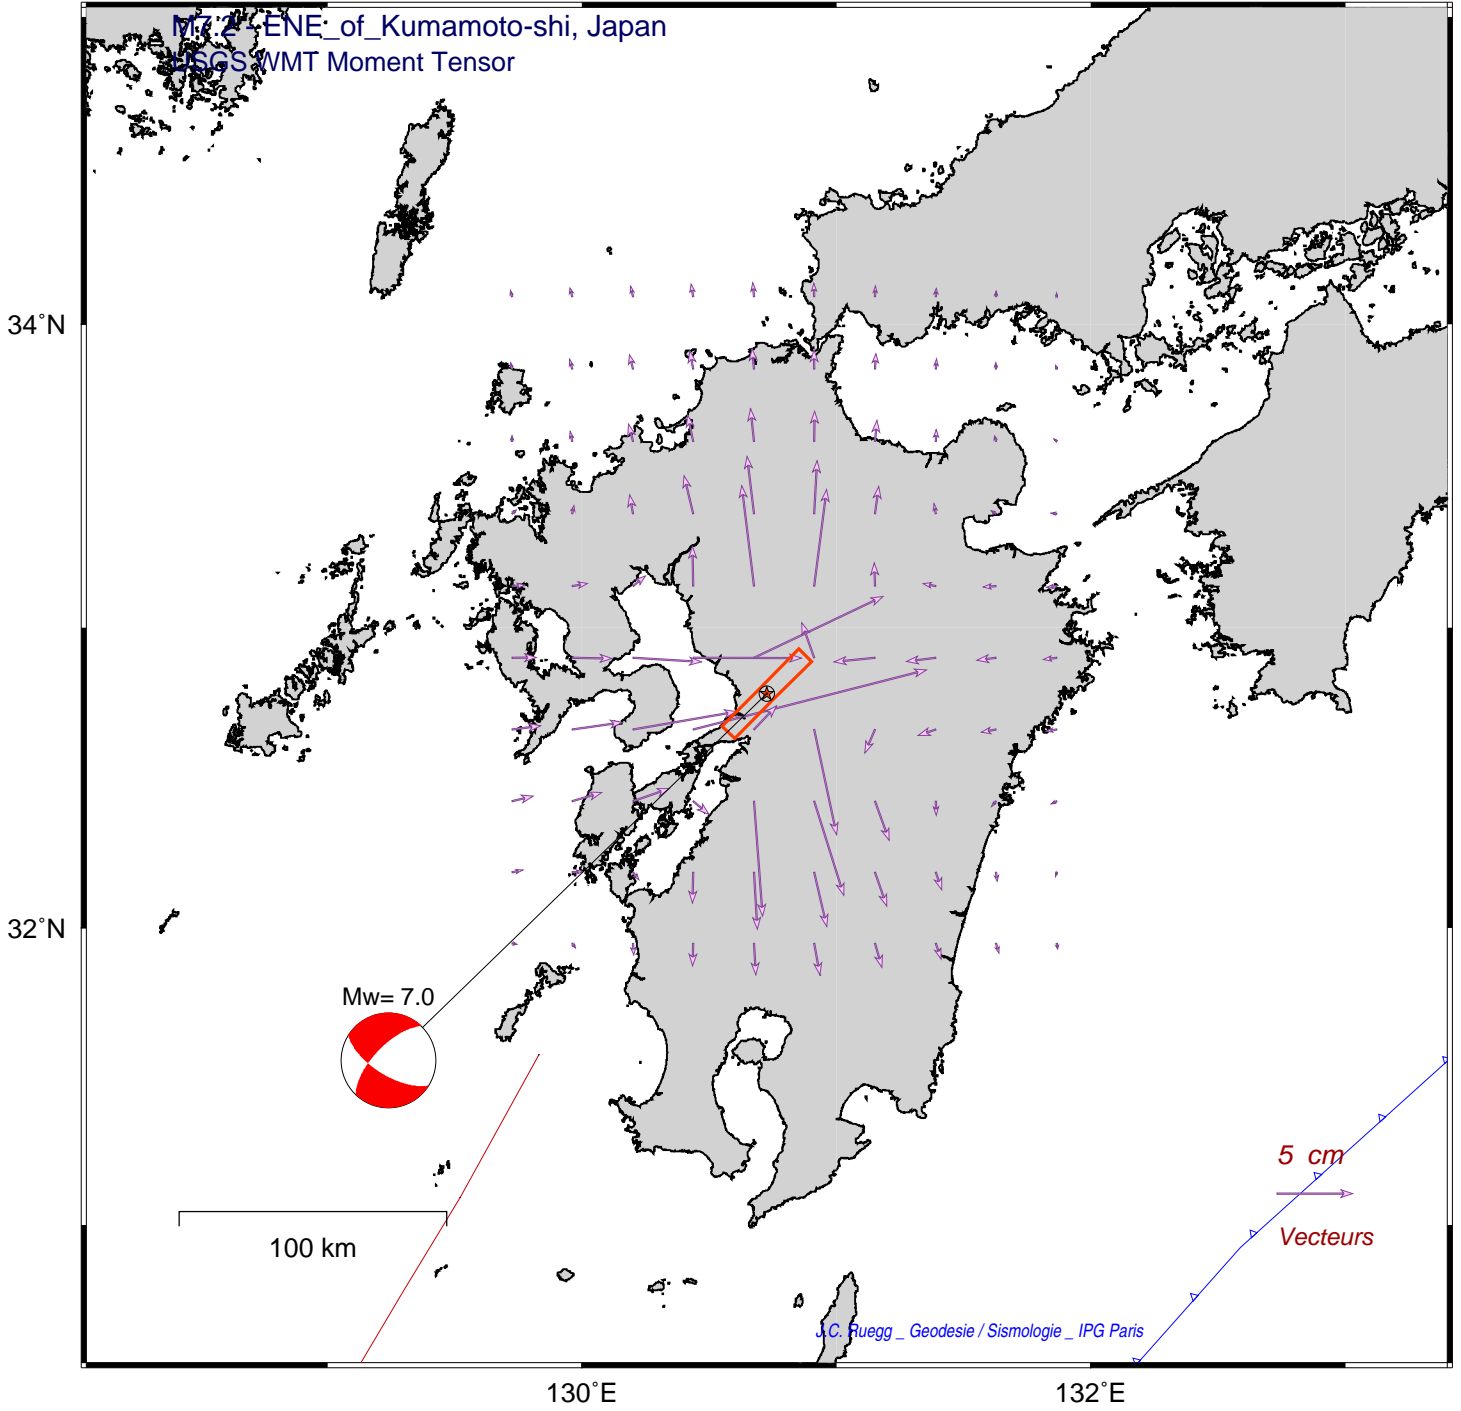 M7.2 - ENE_of_Kumamoto-shi, Japan
USGS WMT Moment Tensor
34°N
32°N
Mw= 7.0
5 cm
Vecteurs
100 km
J.C. Ruegg _ Geodesie / Sismologie _ IPG Paris
130°E
132°E